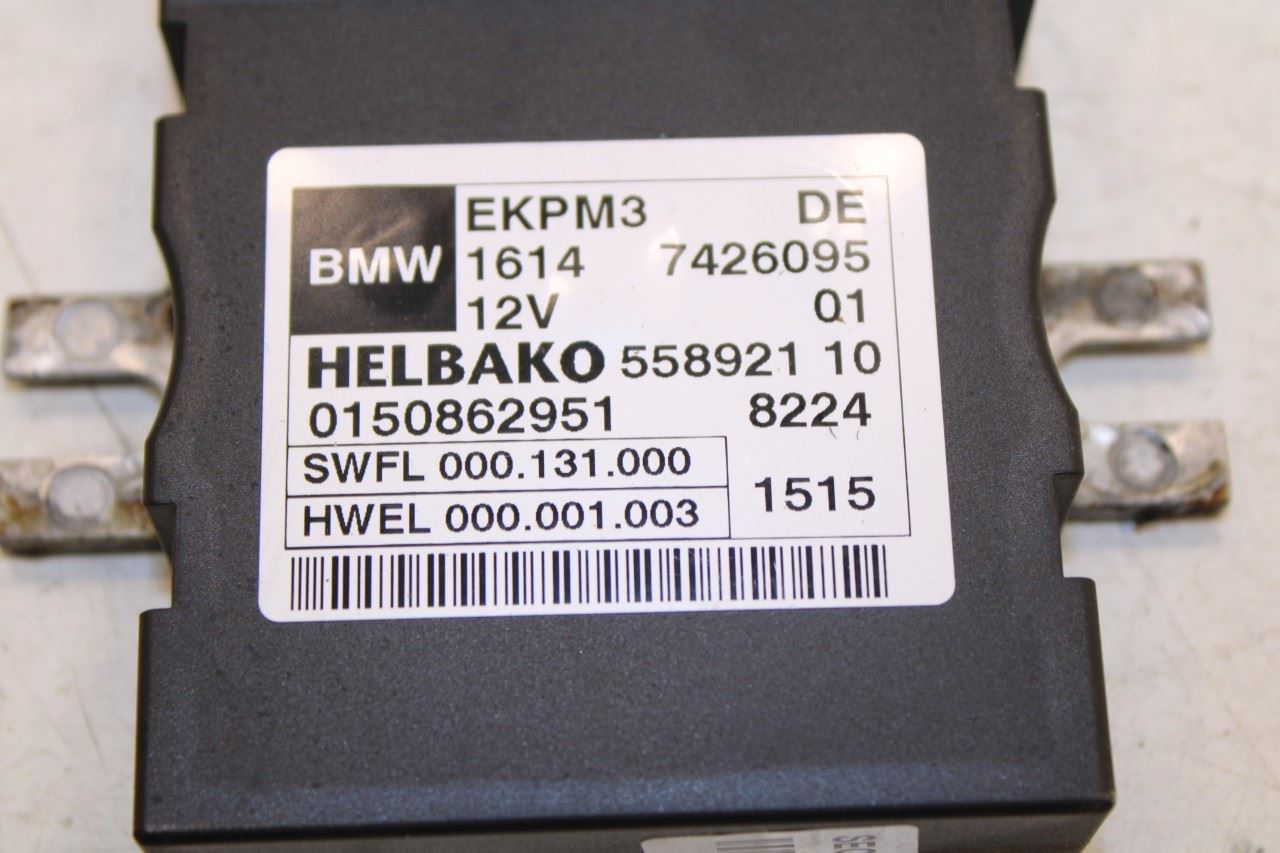 EKPM3 DE
BMW 1614 7426095
12V 01
HELBAKO 558921 10
0150862951 8224
SWFL 000.131.000
1515
HWEL 000.001.003